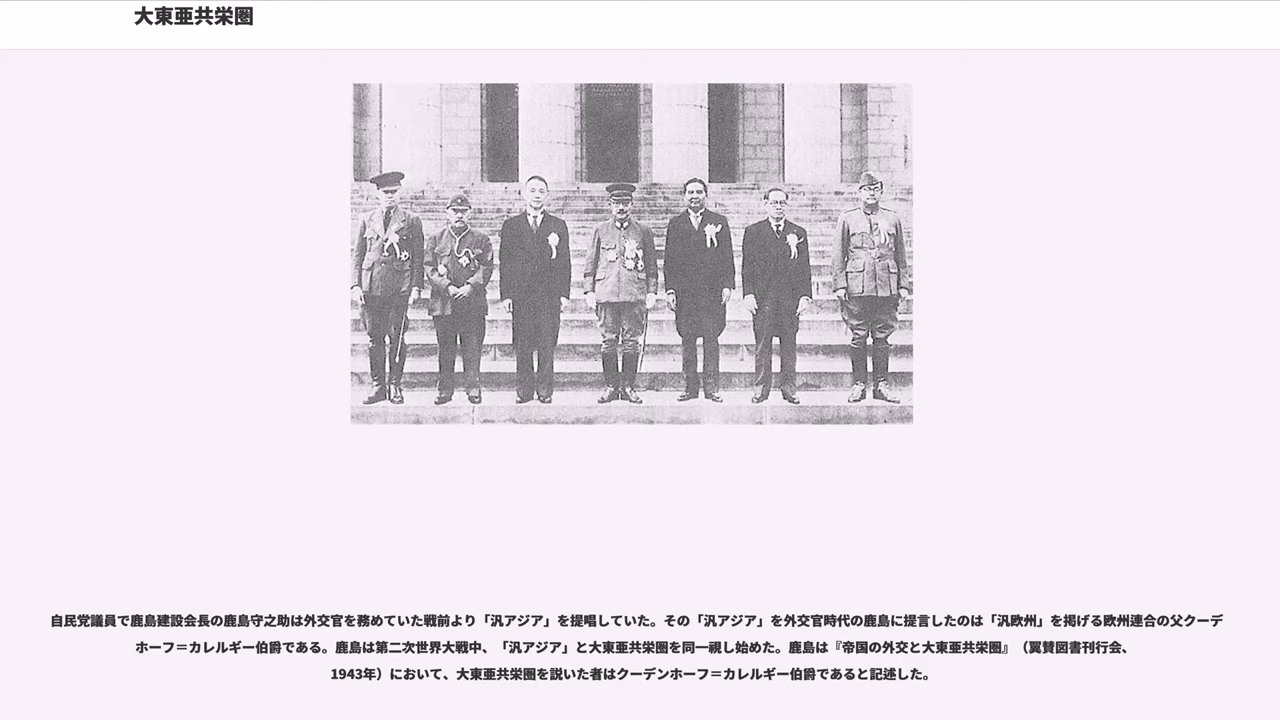 大東亜共栄圏
自民党議員で鹿島建設会長の鹿島守之助は外交官を務めていた戦前より「汎アジア」を提唱していた。その「汎アジア」を外交官時代の鹿島に提言したのは「汎欧州」を掲げる欧州連合の父クーデ
ホーフ＝カレルギー伯爵である。鹿島は第二次世界大戦中、「汎アジア」と大東亜共栄圏を同一視し始めた。鹿島は『帝国の外交と大東亜共栄圏』（翼賛図書刊行会、
1943年）において、大東亜共栄圏を説いた者はクーデンホーフ＝カレルギー伯爵であると記述した。